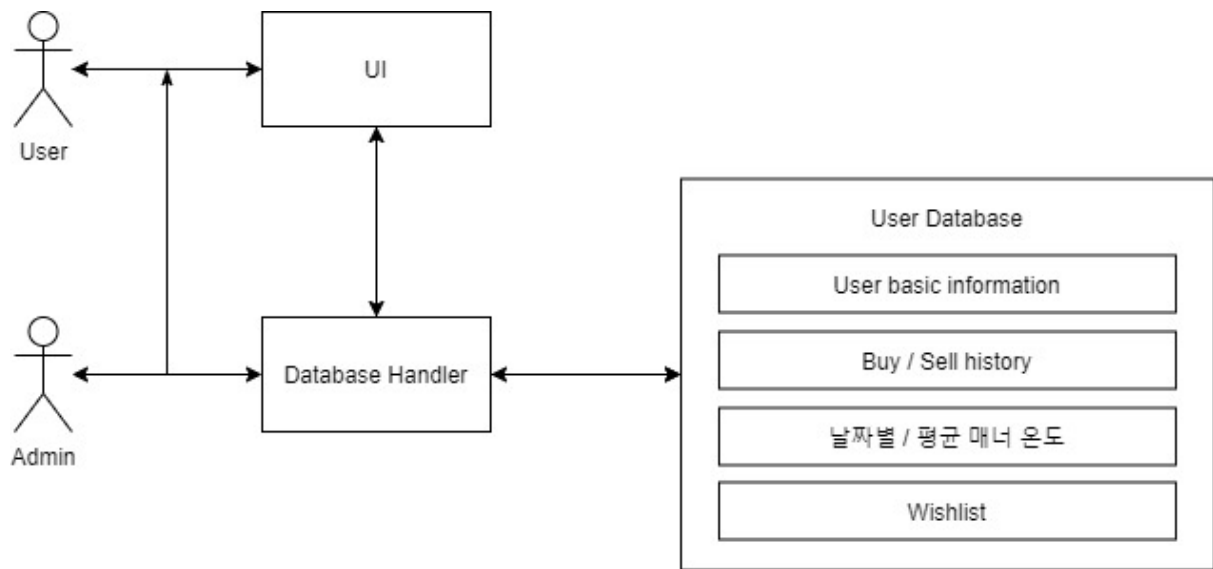 User
UI
Admin
Database Handler
User Database
User basic information
Buy / Sell history
날짜별 / 평균 매너 온도
Wishlist